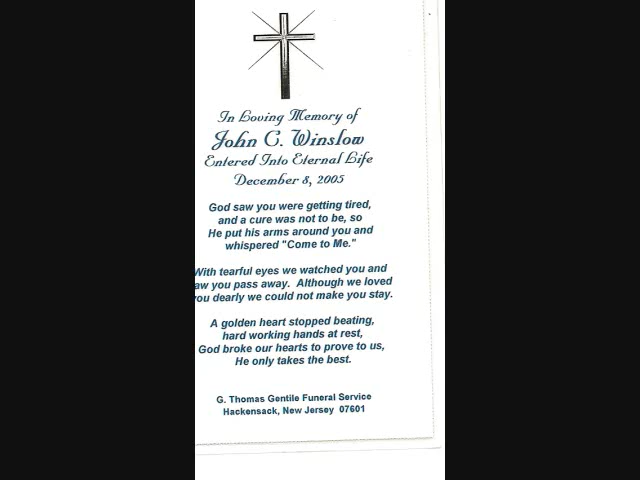 In Loving Memory of
John C. Winslow
Entered Into Eternal Life
December 8, 2005
God saw you were getting tired,
and a cure was not to be, so
He put his arms around you and
whispered "Come to Me."
With tearful eyes we watched you and
saw you pass away. Although we loved
you dearly we could not make you stay.
A golden heart stopped beating,
hard working hands at rest,
God broke our hearts to prove to us,
He only takes the best.
G. Thomas Gentile Funeral Service
Hackensack, New Jersey 07601